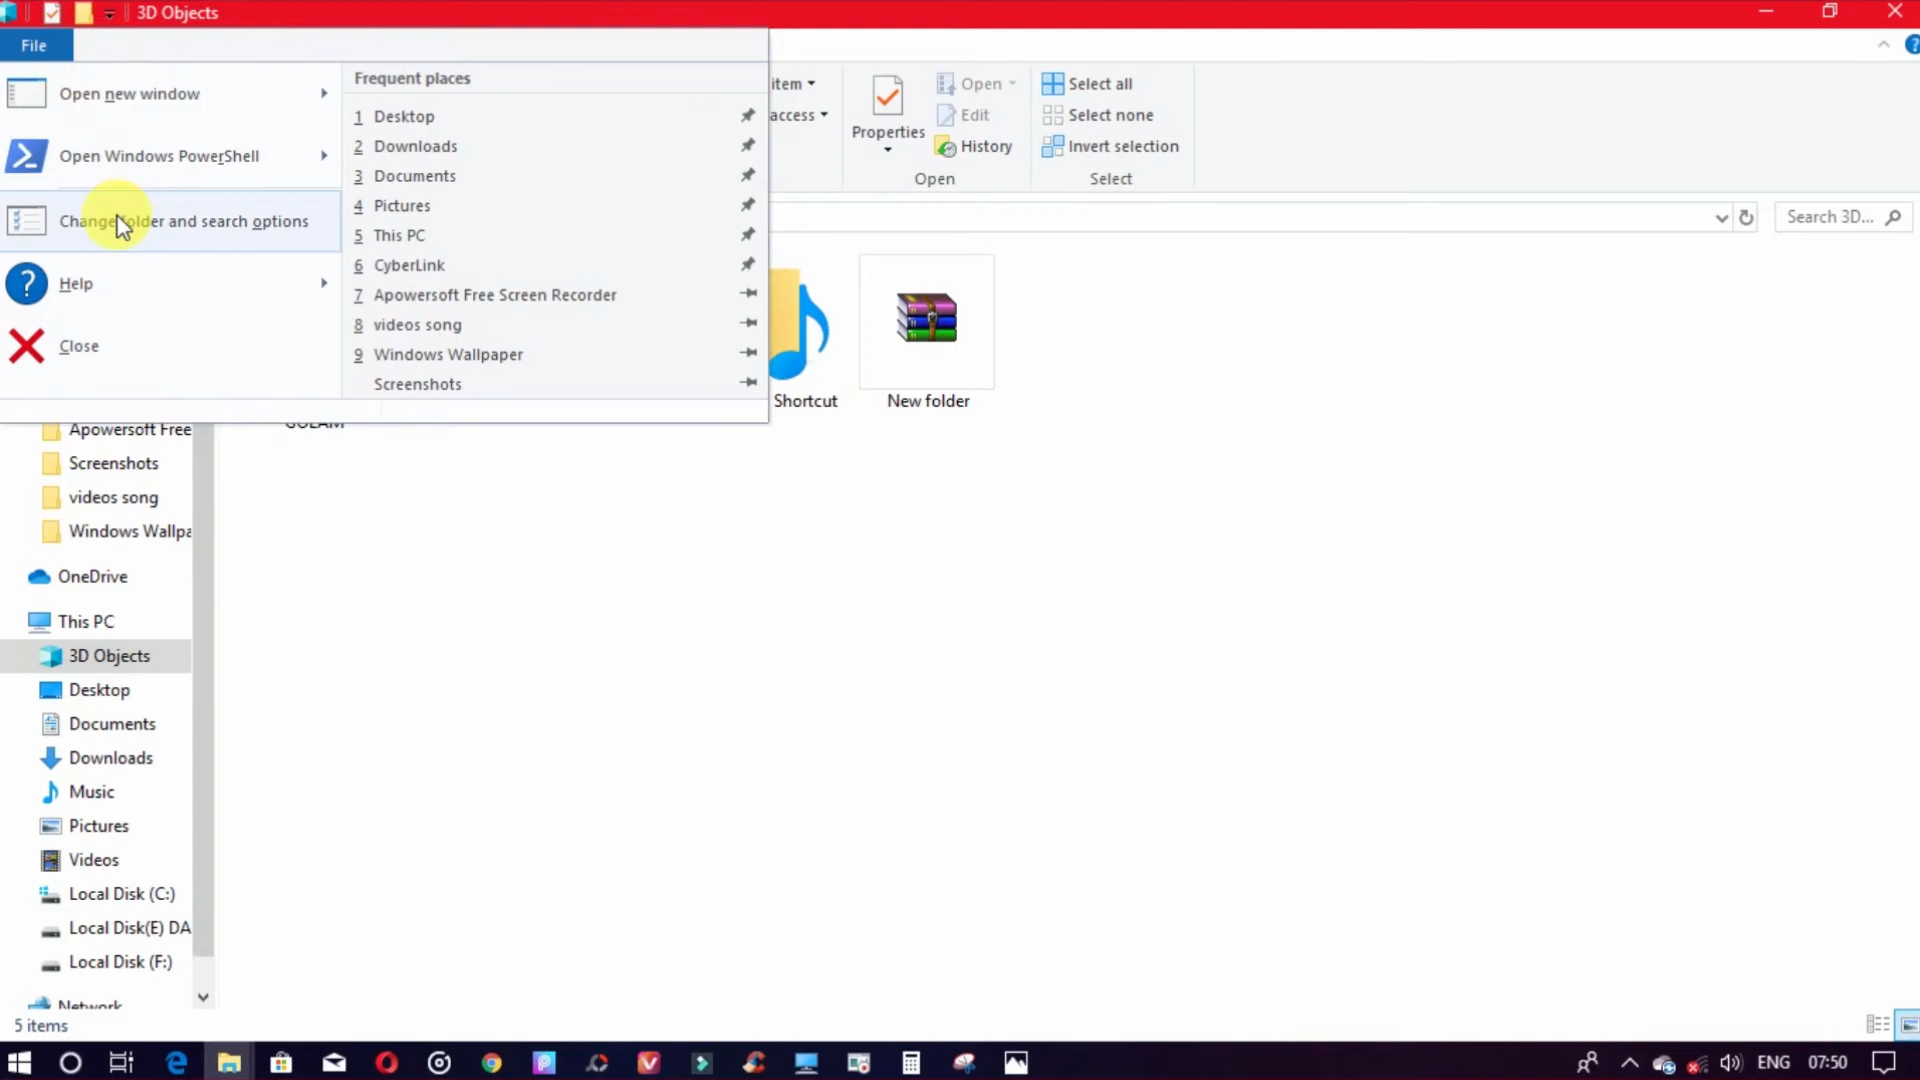 3D Objects
File
Open new window
Open Windows PowerShell
Change folder and search options
Help
Close
Frequent places
1 Desktop
2 Downloads
3 Documents
4 Pictures
5 This PC
6 CyberLink
7 Apowersoft Free Screen Recorder
8 videos song
9 Windows Wallpaper
Screenshots
item
access
Properties
Open
Edit
History
Open
Select all
Select none
Invert selection
Select
Search 3D...
Shortcut
New folder
Apowersoft Free
Screenshots
videos song
Windows Wallpa
OneDrive
This PC
3D Objects
Desktop
Documents
Downloads
Music
Pictures
Videos
Local Disk (C:)
Local Disk(E) DA
Local Disk (F:)
Network
5 items
ENG
07:50